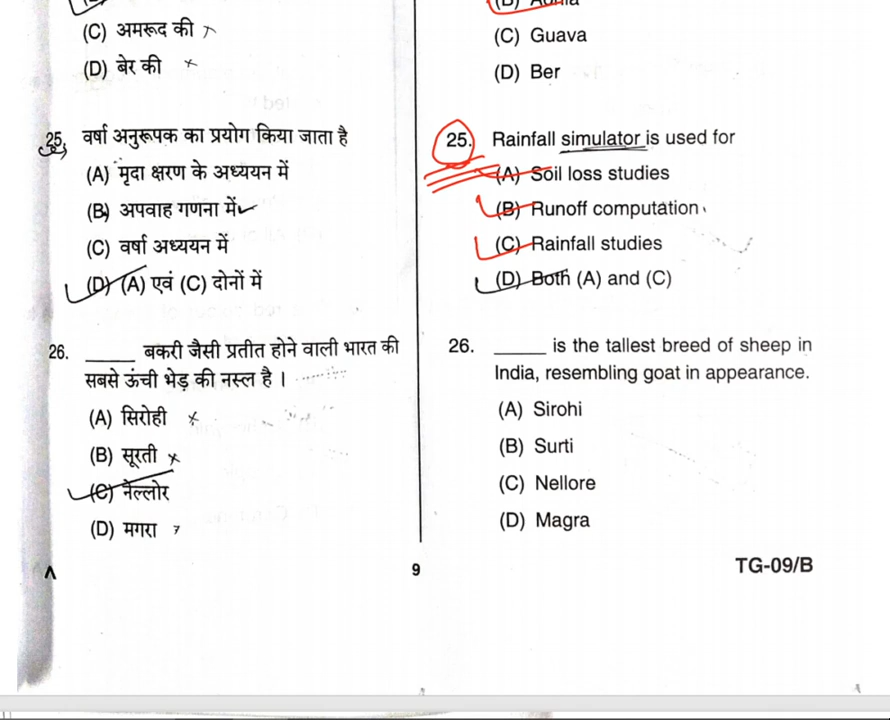 (C) अमरूद की
(D) बेर की
25. वर्षा अनुरूपक का प्रयोग किया जाता है
(A) मृदा क्षरण के अध्ययन में
(B) अपवाह गणना में
(C) वर्षा अध्ययन में
(D) (A) एवं (C) दोनों में
26. _____ बकरी जैसी प्रतीत होने वाली भारत की
सबसे ऊंची भेड़ की नस्ल है ।
(A) सिरोही
(B) सूरती
(C) नेल्लोर
(D) मगरा
(C) Guava
(D) Ber
25. Rainfall simulator is used for
(A) Soil loss studies
(B) Runoff computation
(C) Rainfall studies
(D) Both (A) and (C)
26. _____ is the tallest breed of sheep in
India, resembling goat in appearance.
(A) Sirohi
(B) Surti
(C) Nellore
(D) Magra
9
TG-09/B